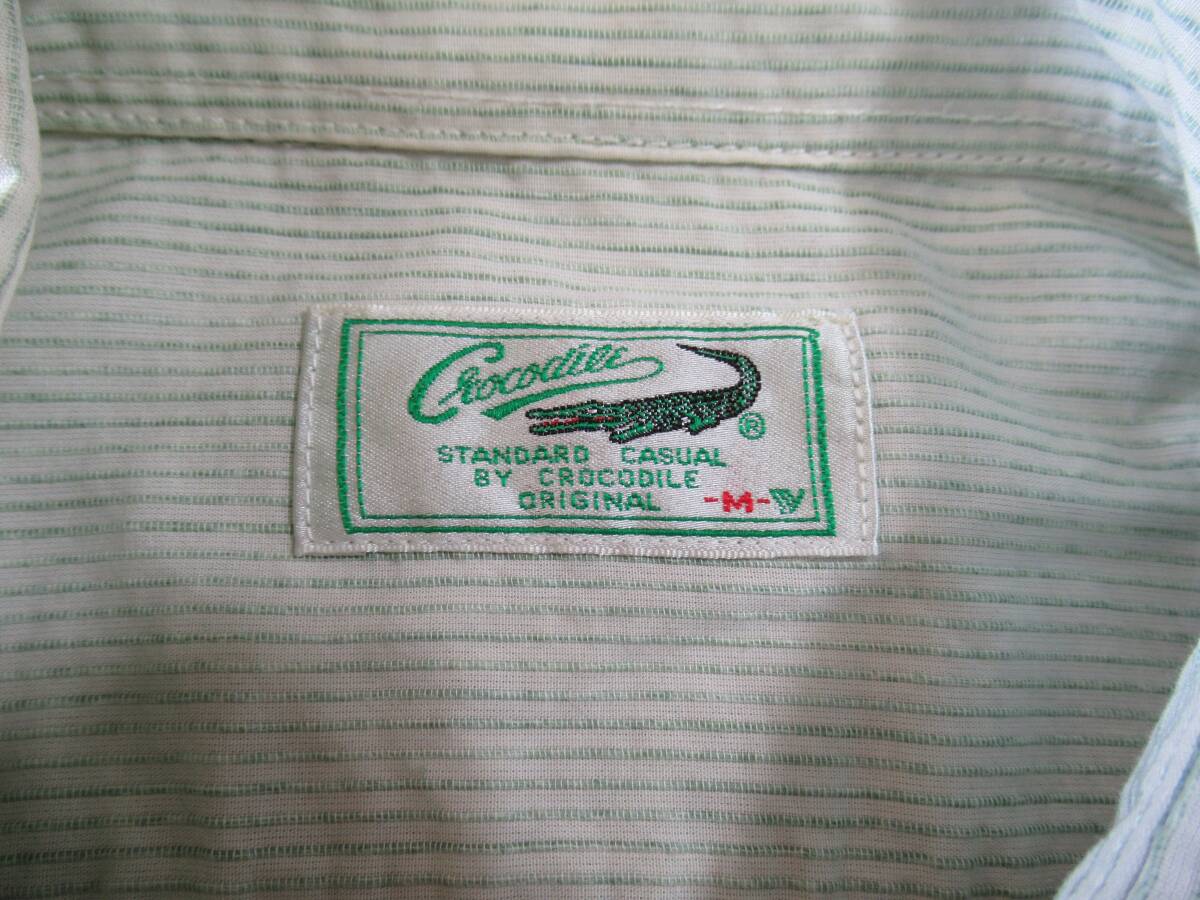 Crocodile ®
STANDARD CASUAL
BY CROCODILE
ORIGINAL -M-